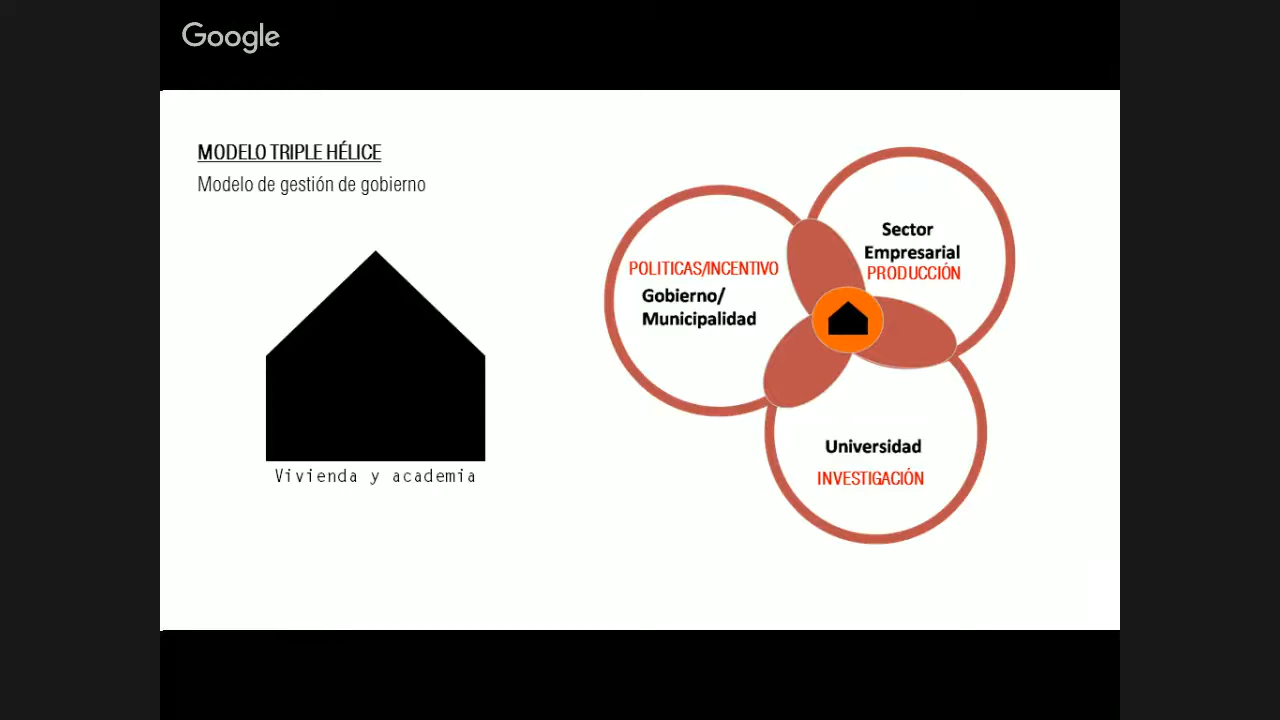 Google
MODELO TRIPLE HÉLICE
Modelo de gestión de gobierno
Vivienda y academia
POLITICAS/INCENTIVO
Gobierno/
Municipalidad
Sector
Empresarial
PRODUCCIÓN
Universidad
INVESTIGACIÓN